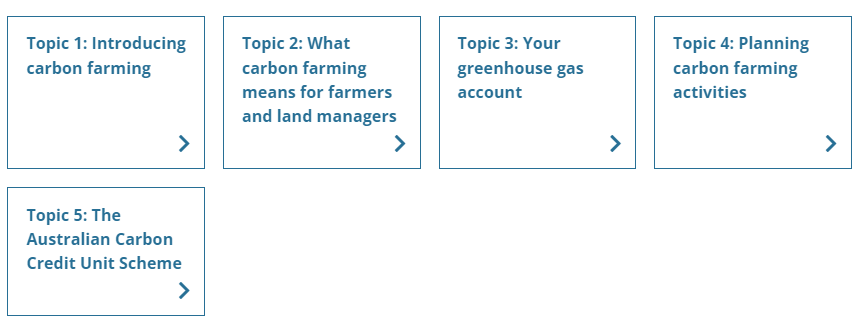 Topic 1: Introducing
carbon farming
Topic 2: What
carbon farming
means for farmers
and land managers
Topic 3: Your
greenhouse gas
account
Topic 4: Planning
carbon farming
activities
Topic 5: The
Australian Carbon
Credit Unit Scheme